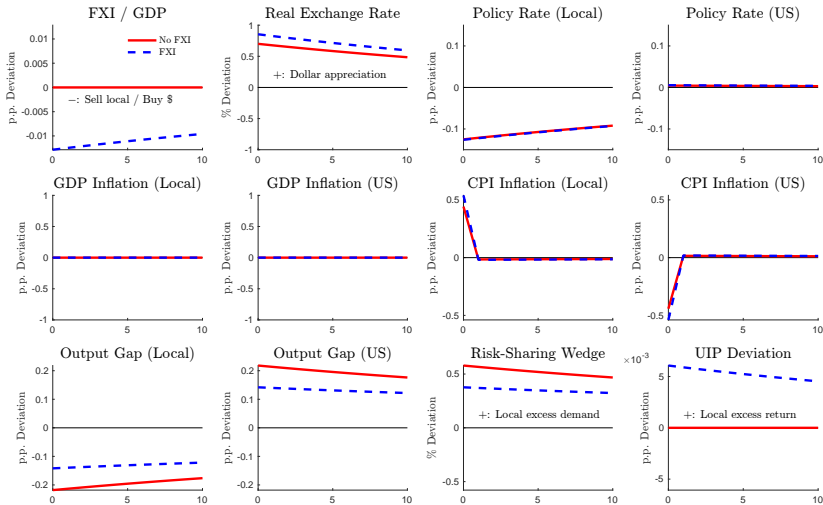 FXI / GDP
Real Exchange Rate
Policy Rate (Local)
Policy Rate (US)
p.p. Deviation
0.01
0.005
0
-0.005
-0.01
No FXI
FXI
−: Sell local / Buy $
0
5
10
% Deviation
1
0.5
0
-0.5
-1
+: Dollar appreciation
0
5
10
p.p. Deviation
0.1
0
-0.1
0
5
10
p.p. Deviation
0.1
0
-0.1
0
5
10
GDP Inflation (Local)
GDP Inflation (US)
CPI Inflation (Local)
CPI Inflation (US)
p.p. Deviation
1
0.5
0
-0.5
-1
0
5
10
p.p. Deviation
1
0.5
0
-0.5
-1
0
5
10
p.p. Deviation
0.5
0
-0.5
0
5
10
p.p. Deviation
0.5
0
-0.5
0
5
10
Output Gap (Local)
Output Gap (US)
Risk-Sharing Wedge
UIP Deviation
p.p. Deviation
0.2
0.1
0
-0.1
-0.2
0
5
10
p.p. Deviation
0.2
0.1
0
-0.1
-0.2
0
5
10
% Deviation
0.5
0
-0.5
+: Local excess demand
0
5
10
p.p. Deviation
×10⁻³
5
0
-5
+: Local excess return
0
5
10